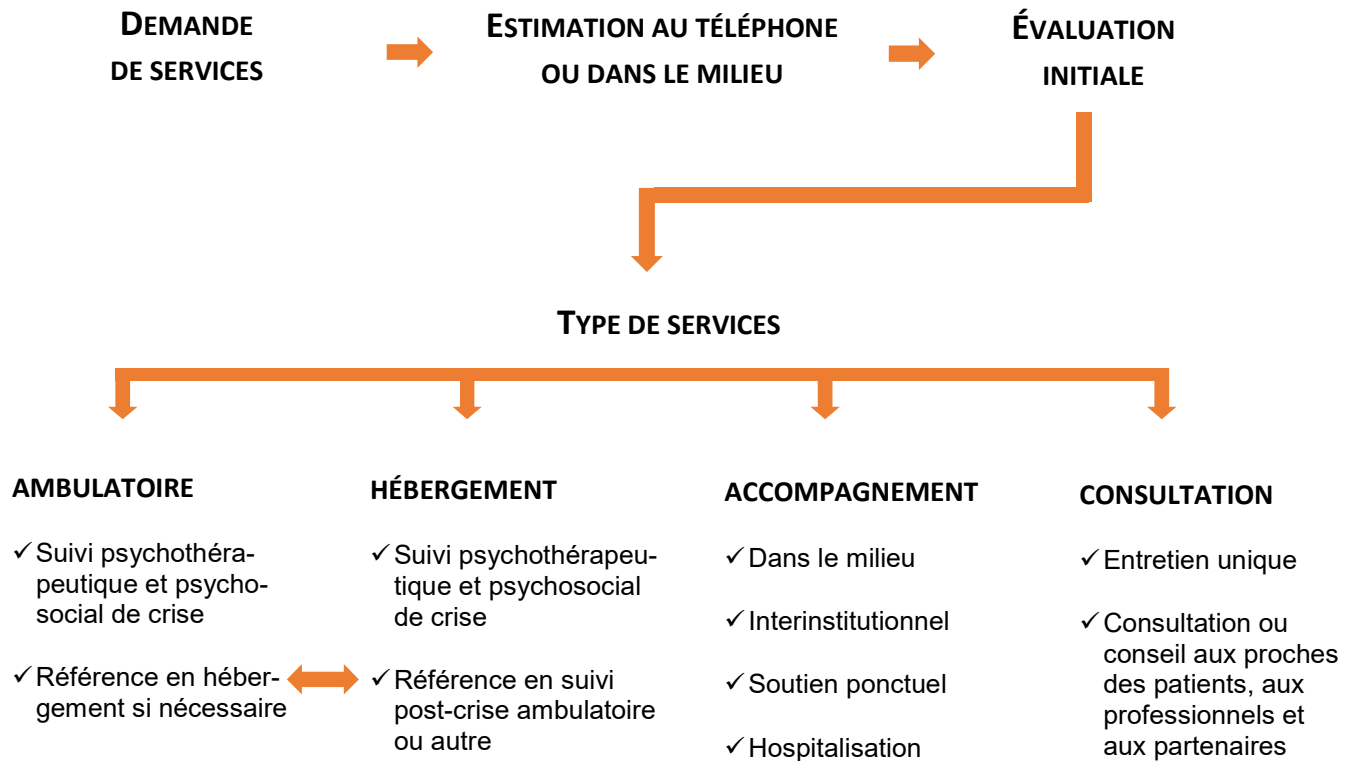 DEMANDE
DE SERVICES
ESTIMATION AU TÉLÉPHONE
OU DANS LE MILIEU
ÉVALUATION
INITIALE
TYPE DE SERVICES
AMBULATOIRE
✓ Suivi psychothéra-
peutique et psycho-
social de crise
✓ Référence en héber-
gement si nécessaire
HÉBERGEMENT
✓ Suivi psychothérapeu-
tique et psychosocial
de crise
✓ Référence en suivi
post-crise ambulatoire
ou autre
ACCOMPAGNEMENT
✓ Dans le milieu
✓ Interinstitutionnel
✓ Soutien ponctuel
✓ Hospitalisation
CONSULTATION
✓ Entretien unique
✓ Consultation ou
conseil aux proches
des patients, aux
professionnels et
aux partenaires